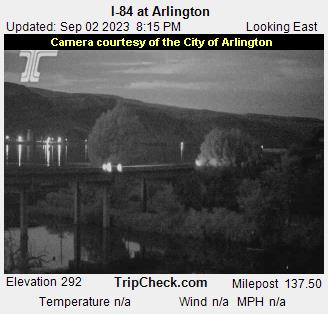 I-84 at Arlington
Updated: Sep 02 2023 8:15 PM Looking East
Camera courtesy of the City of Arlington
Elevation 292 TripCheck.com Milepost 137.50
Temperature n/a Wind n/a MPH n/a